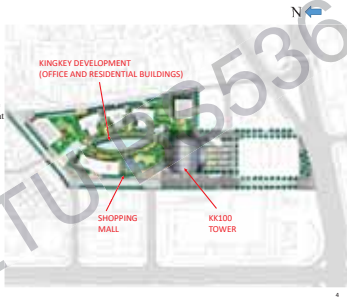 N
KINGKEY DEVELOPMENT
(OFFICE AND RESIDENTIAL BUILDINGS)
SHOPPING
MALL
KK100
TOWER
4